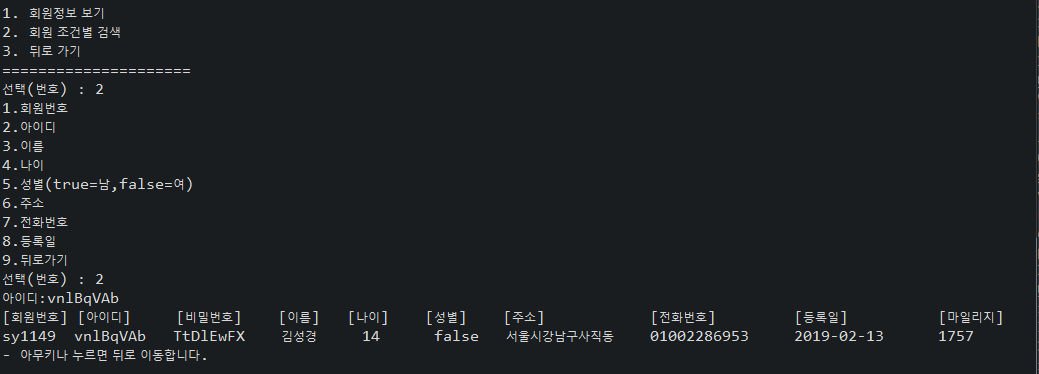 1. 회원정보 보기
2. 회원 조건별 검색
3. 뒤로 가기
=====================
선택(번호) : 2
1.회원번호
2.아이디
3.이름
4.나이
5.성별(true=남,false=여)
6.주소
7.전화번호
8.등록일
9.뒤로가기
선택(번호) : 2
아이디:vnlBqVAb
[회원번호] [아이디] [비밀번호] [이름] [나이] [성별] [주소] [전화번호] [등록일] [마일리지]
sy1149 vnlBqVAb TtDlEwFX 김성경 14 false 서울시강남구사직동 01002286953 2019-02-13 1757
- 아무키나 누르면 뒤로 이동합니다.